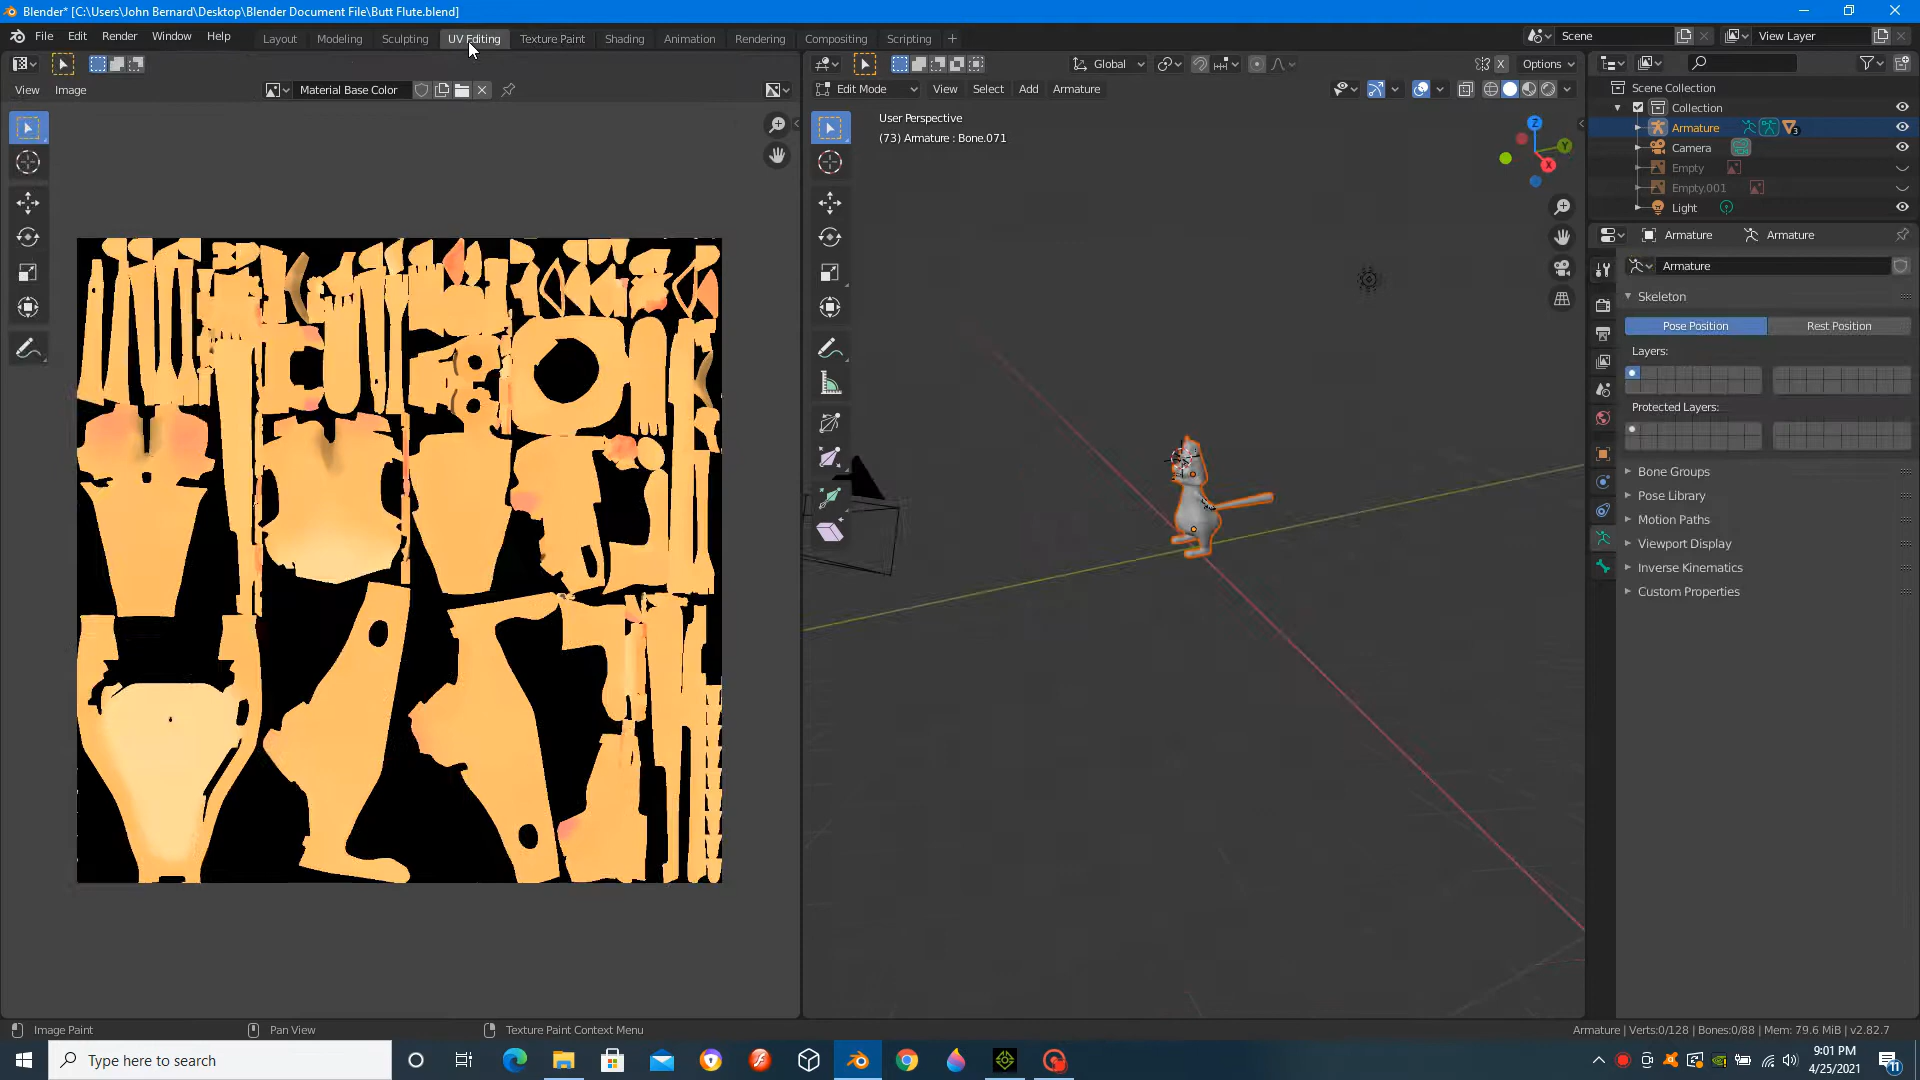 Blender* [C:\Users\John Bernard\Desktop\Blender Document File\Butt Flute.blend]
File Edit Render Window Help Layout Modeling Sculpting UV Editing Texture Paint Shading Animation Rendering Compositing Scripting Scene View Layer
Global Options
View Image Material Base Color Edit Mode View Select Add Armature
Scene Collection
Collection
User Perspective
(73) Armature : Bone.071
Armature
3
Camera
Empty
Empty.001
Light
Z
Y
X
Armature Armature
Armature
Skeleton
Pose Position Rest Position
Layers:
Protected Layers:
Bone Groups
Pose Library
Motion Paths
Viewport Display
Inverse Kinematics
Custom Properties
Image Paint Pan View Texture Paint Context Menu Armature | Verts:0/128 | Bones:0/88 | Mem: 79.6 MiB | v2.82.7
Type here to search
9:01 PM
4/25/2021
11